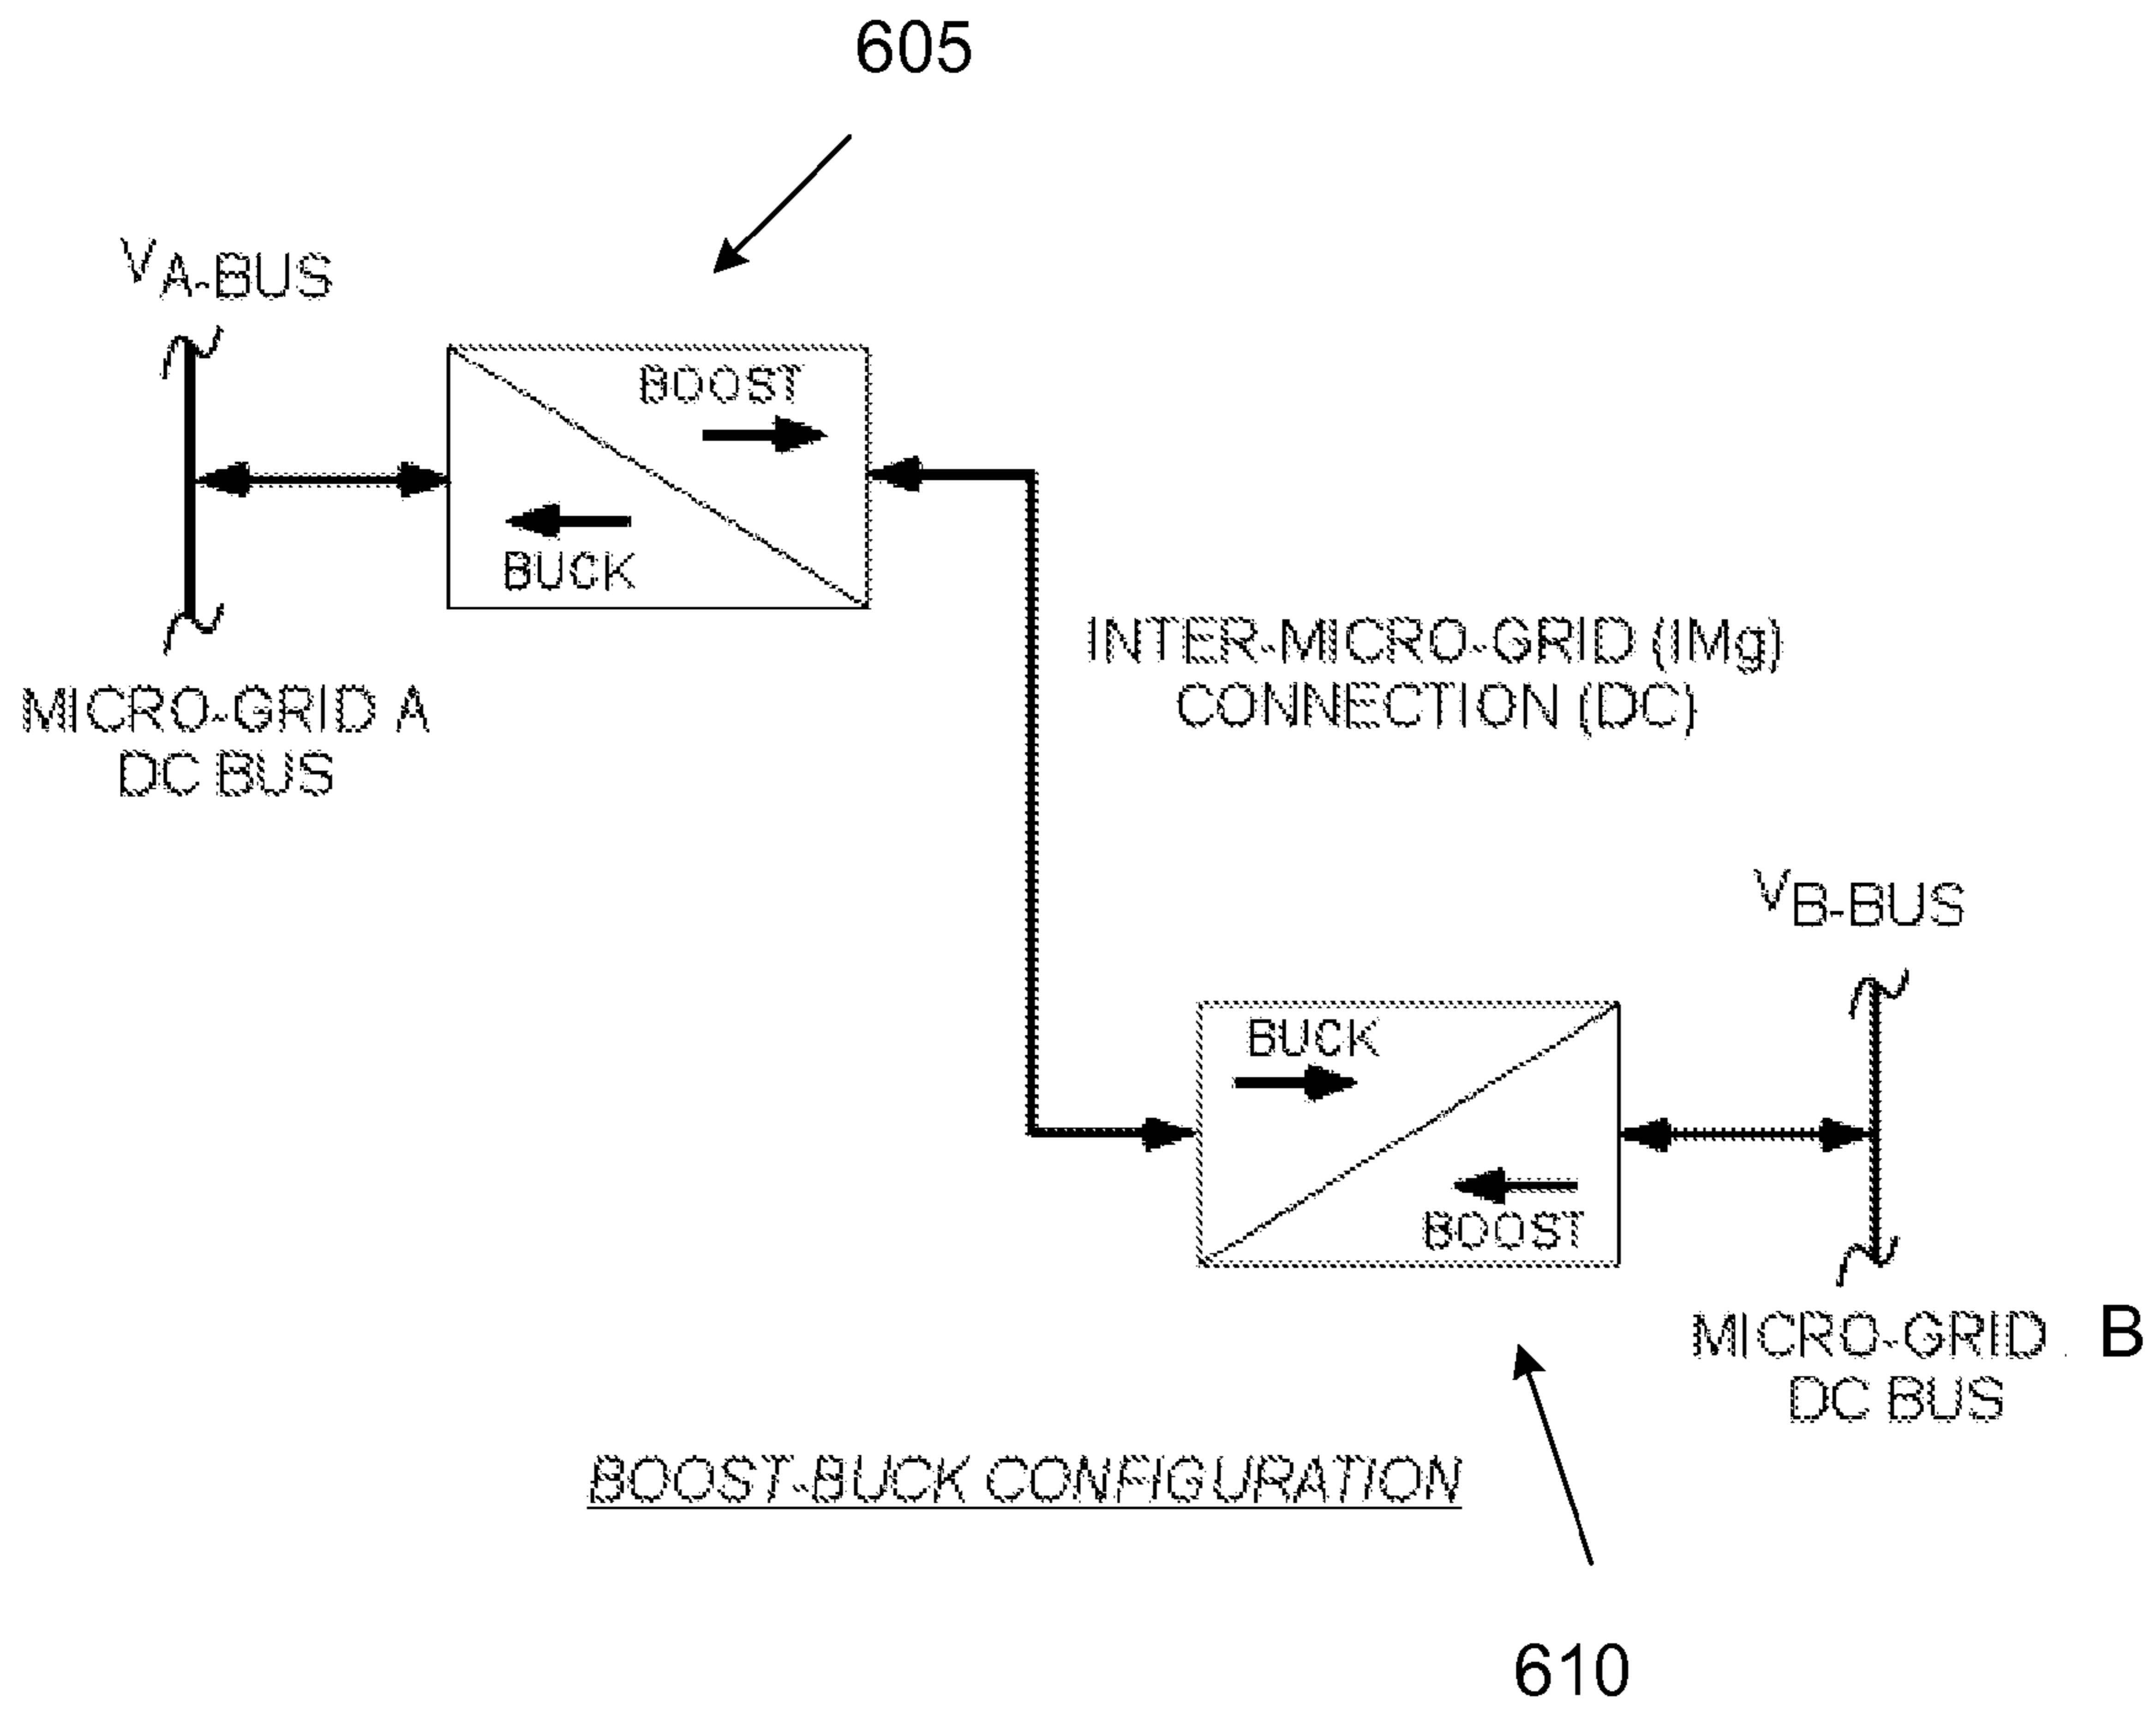 605
VA-BUS
BOOST
BUCK
MICRO-GRID A
DC BUS
INTER-MICRO-GRID (IMg)
CONNECTION (DC)
VB-BUS
BUCK
BOOST
MICRO-GRID B
DC BUS
BOOST-BUCK CONFIGURATION
610